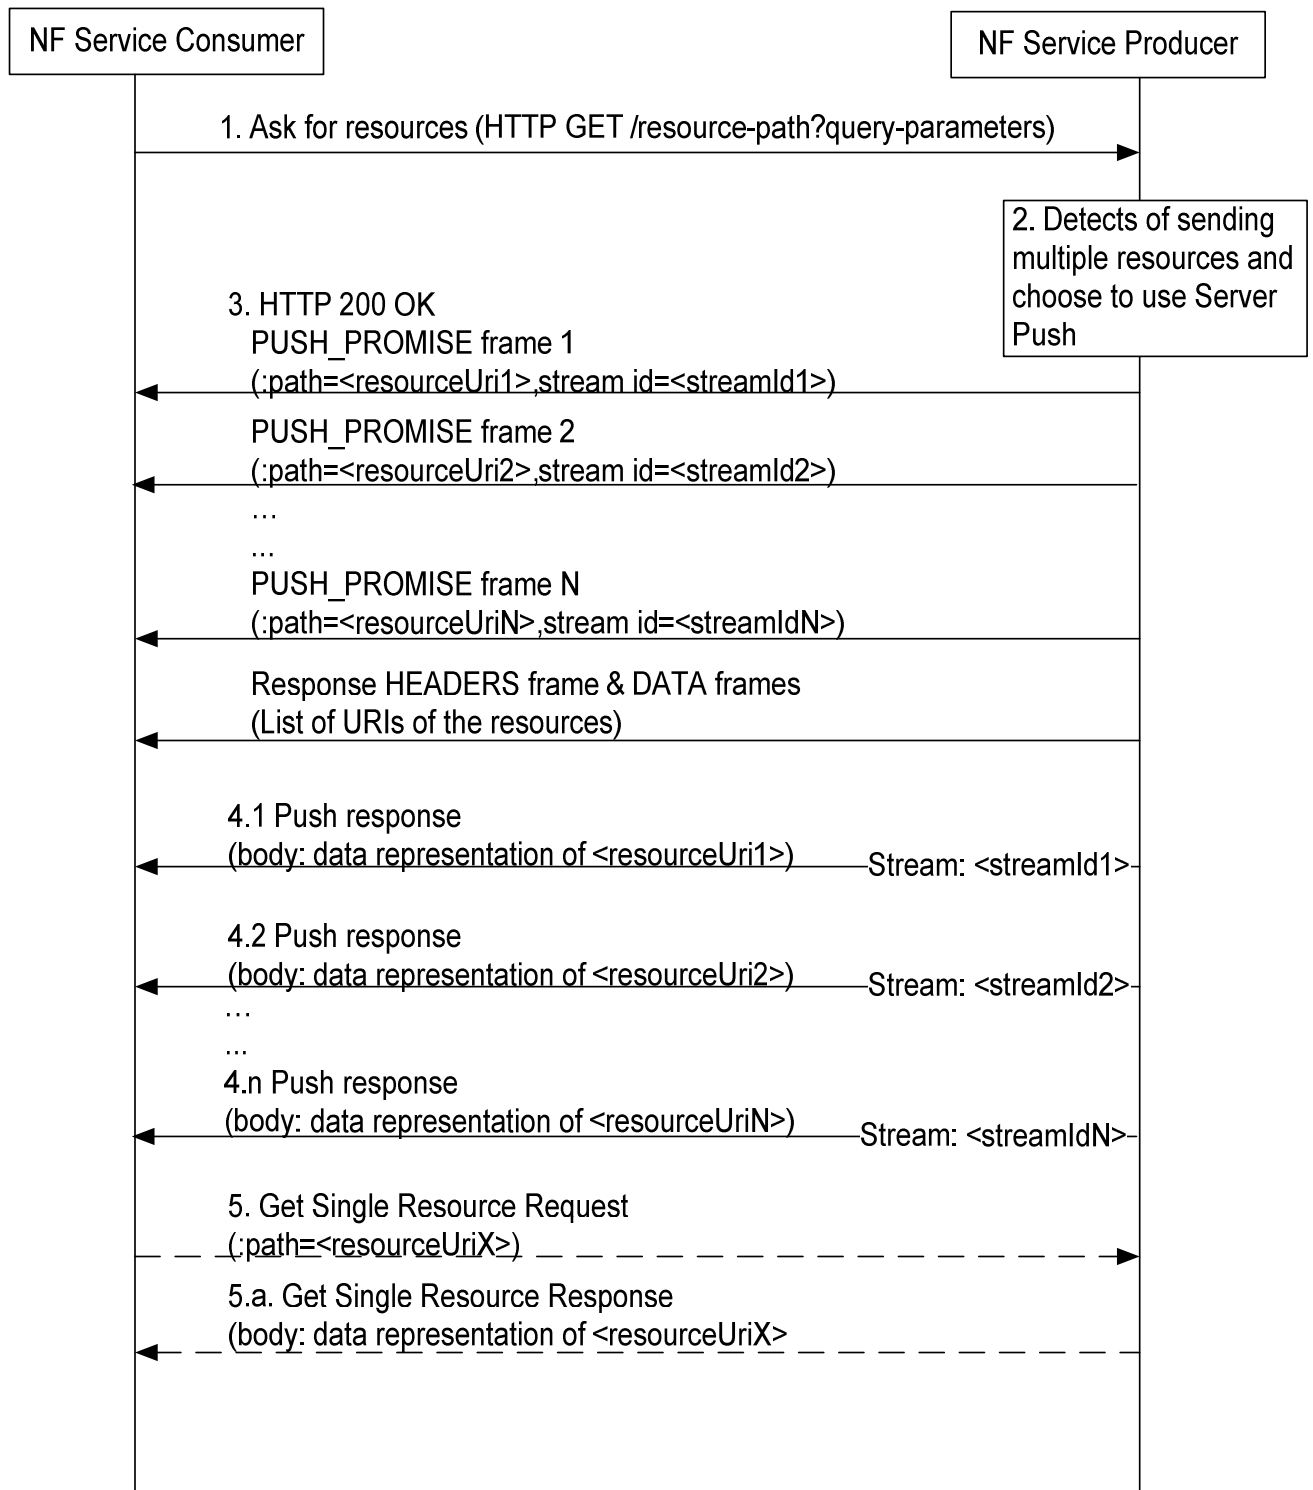 NF Service Consumer
NF Service Producer
1. Ask for resources (HTTP GET /resource-path?query-parameters)
2. Detects of sending
multiple resources and
choose to use Server
Push
3. HTTP 200 OK
PUSH_PROMISE frame 1
(:path=<resourceUri1>,stream id=<streamId1>)
PUSH_PROMISE frame 2
(:path=<resourceUri2>,stream id=<streamId2>)
…
...
PUSH_PROMISE frame N
(:path=<resourceUriN>,stream id=<streamIdN>)
Response HEADERS frame & DATA frames
(List of URIs of the resources)
4.1 Push response
(body: data representation of <resourceUri1>)
Stream: <streamId1>
4.2 Push response
(body: data representation of <resourceUri2>)
Stream: <streamId2>
…
...
4.n Push response
(body: data representation of <resourceUriN>)
Stream: <streamIdN>
5. Get Single Resource Request
(:path=<resourceUriX>)
5.a. Get Single Resource Response
(body: data representation of <resourceUriX>